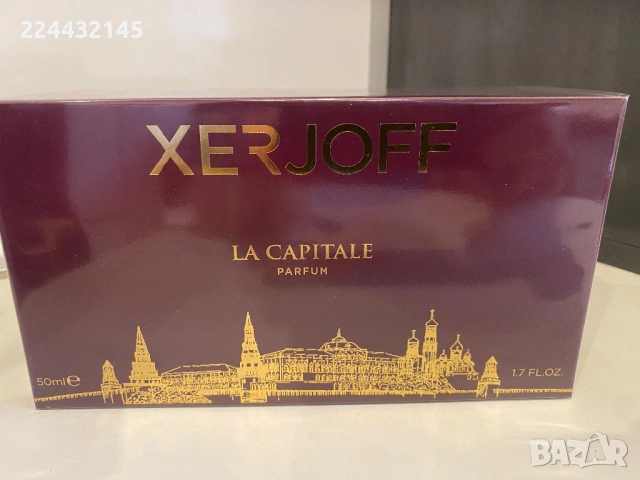 224432145
XERJOFF
LA CAPITALE
PARFUM
50ml℮
1.7 FL.OZ.
BAZAR